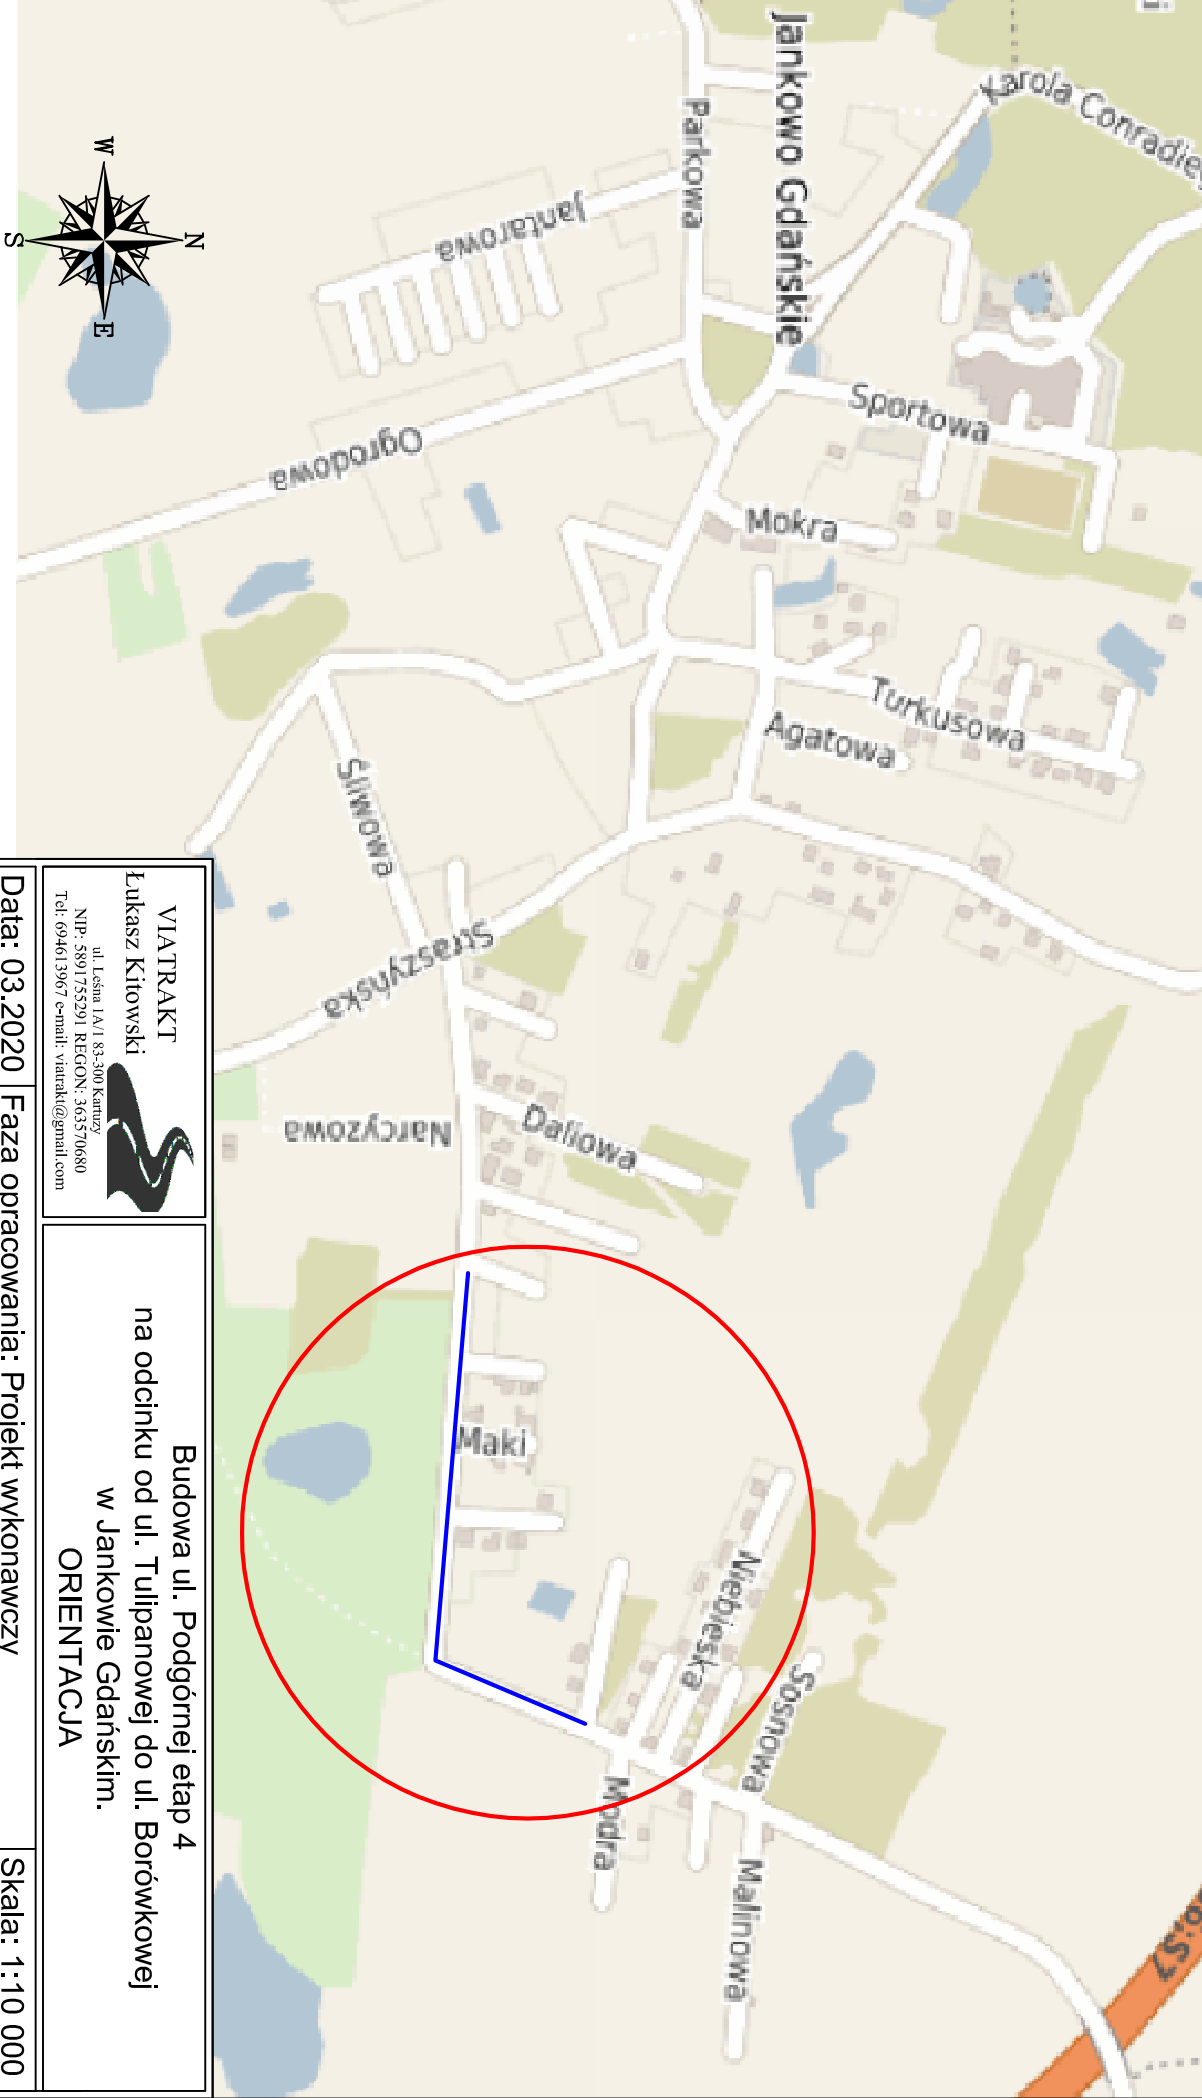 Karola Conradie
Jankowo Gdańskie
Parkowa
Jantarowa
Sportowa
Ogrodowa
Mokra
Turkusowa
Agatowa
Śliwowa
Straszyńska
Narcyzowa
Daliowa
Maki
Niebieska
Sosnowa
Modra
Malinowa
S7
N
W
E
S
VIATRAKT
Łukasz Kitowski
ul. Leśna 1A/1 83-300 Kartuzy
NIP: 5891755291 REGON: 363570680
Tel: 694613967 e-mail: viatrakt@gmail.com
Budowa ul. Podgórnej etap 4
na odcinku od ul. Tulipanowej do ul. Borówkowej
w Jankowie Gdańskim.
ORIENTACJA
Data: 03.2020
Faza opracowania: Projekt wykonawczy
Skala: 1:10 000